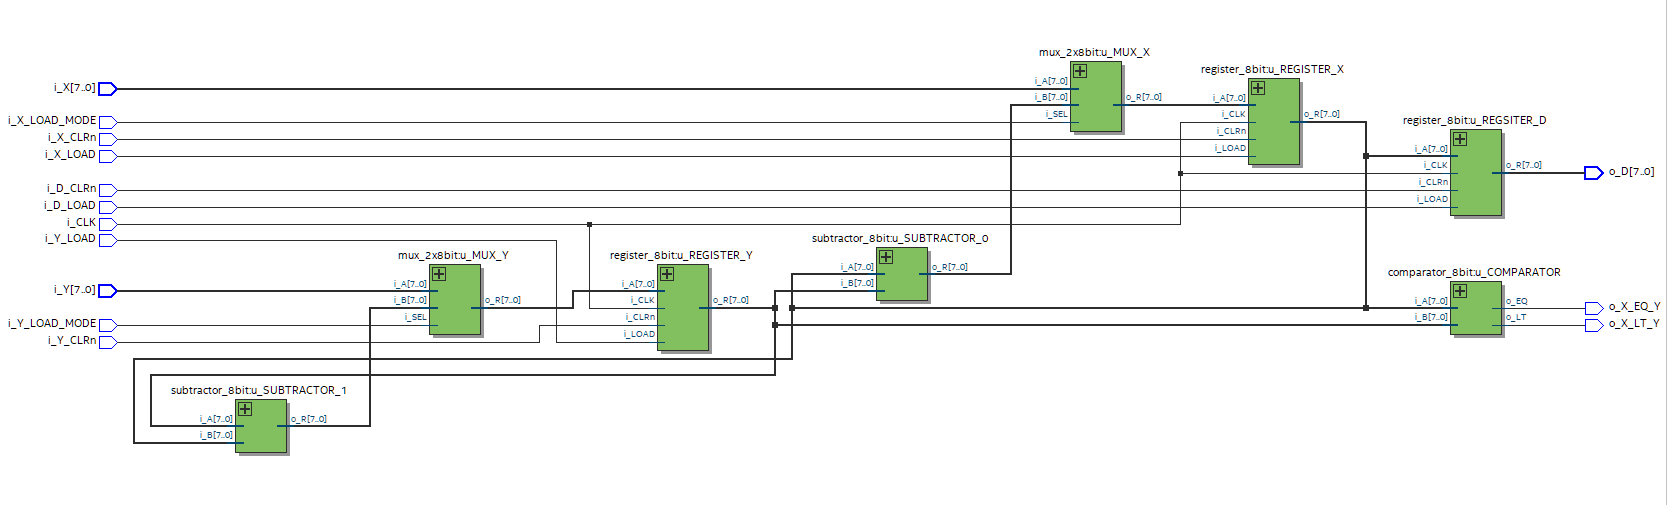 mux_2x8bit:u_MUX_X
register_8bit:u_REGISTER_X
i_X[7..0]
i_A[7..0]
i_B[7..0]
i_SEL
o_R[7..0]
i_A[7..0]
i_CLK
i_CLRn
i_LOAD
o_R[7..0]
register_8bit:u_REGSITER_D
i_X_LOAD_MODE
i_X_CLRn
i_X_LOAD
i_A[7..0]
i_CLK
i_CLRn
i_LOAD
o_R[7..0]
o_D[7..0]
i_D_CLRn
i_D_LOAD
i_CLK
i_Y_LOAD
mux_2x8bit:u_MUX_Y
register_8bit:u_REGISTER_Y
subtractor_8bit:u_SUBTRACTOR_0
i_A[7..0]
i_B[7..0]
o_R[7..0]
comparator_8bit:u_COMPARATOR
i_Y[7..0]
i_A[7..0]
i_B[7..0]
i_SEL
o_R[7..0]
i_A[7..0]
i_CLK
i_CLRn
i_LOAD
o_R[7..0]
i_A[7..0]
i_B[7..0]
o_EQ
o_LT
o_X_EQ_Y
o_X_LT_Y
i_Y_LOAD_MODE
i_Y_CLRn
subtractor_8bit:u_SUBTRACTOR_1
i_A[7..0]
i_B[7..0]
o_R[7..0]